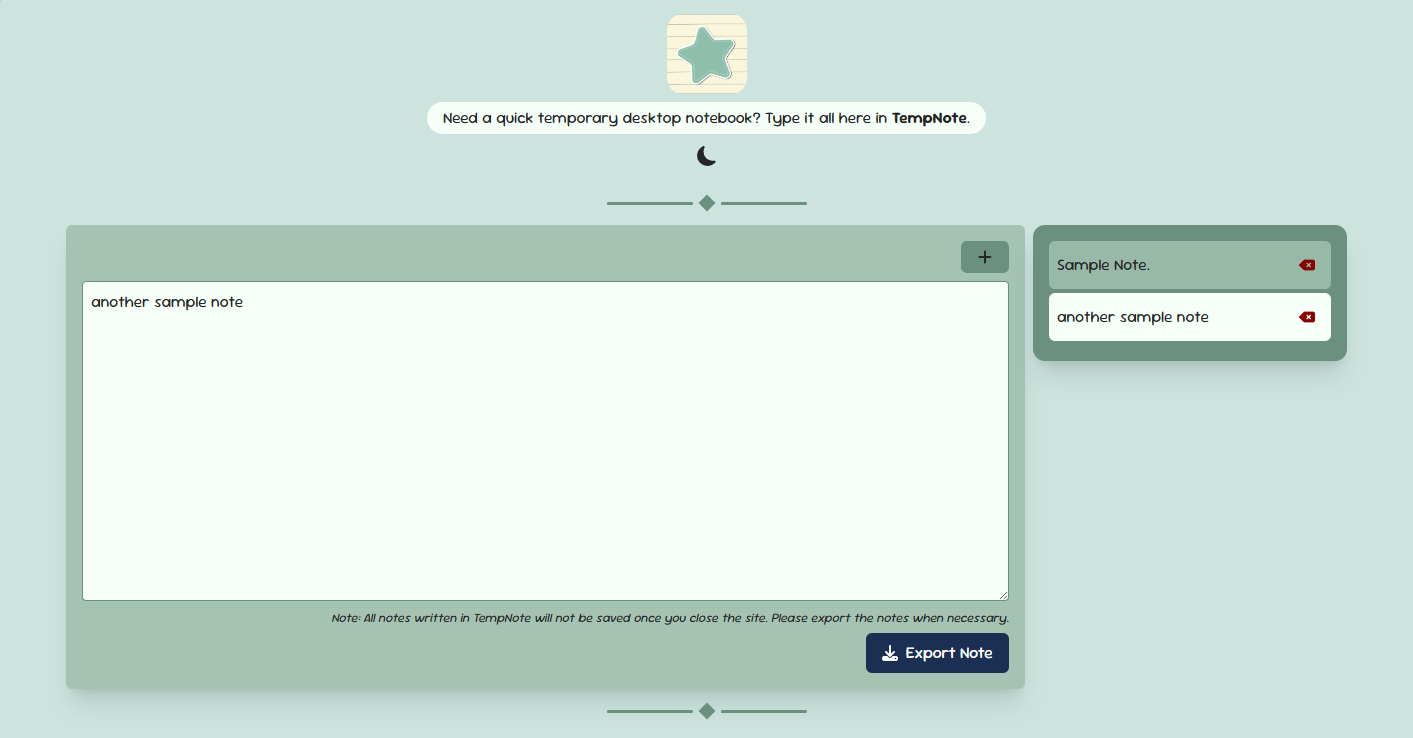 Need a quick temporary desktop notebook? Type it all here in TempNote.
another sample note
Note: All notes written in TempNote will not be saved once you close the site. Please export the notes when necessary.
Export Note
Sample Note.
another sample note